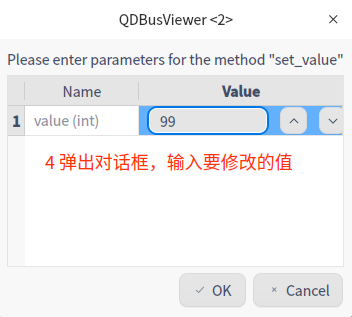 QDBusViewer <2>
Please enter parameters for the method "set_value"
Name Value
1 value (int) 99
4 弹出对话框，输入要修改的值
OK Cancel